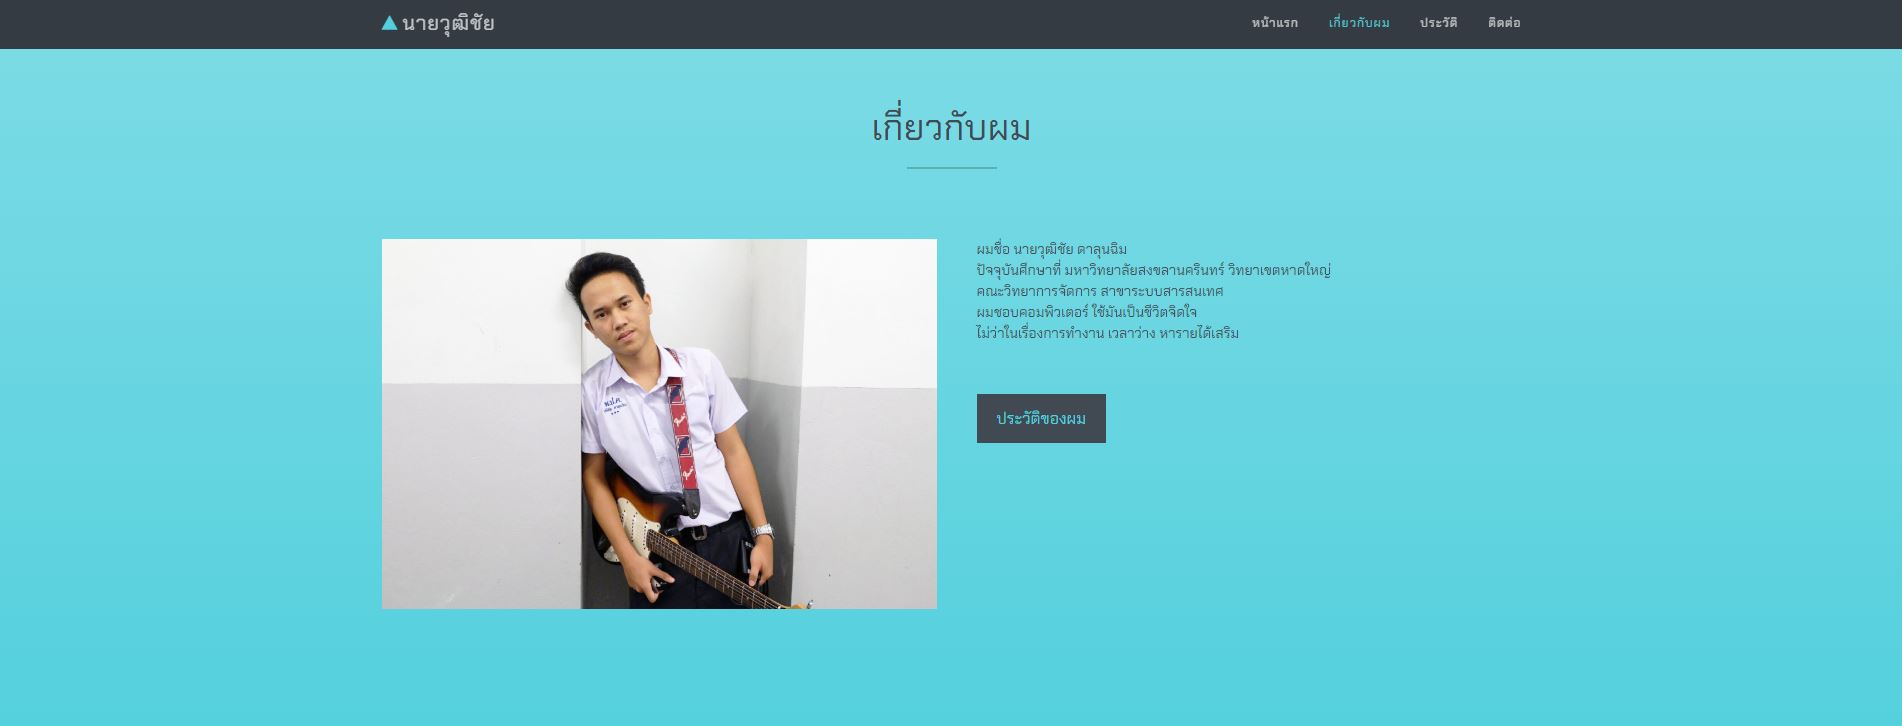 นายวุฒิชัย
หน้าแรก เกี่ยวกับผม ประวัติ ติดต่อ
เกี่ยวกับผม
ผมชื่อ นายวุฒิชัย ดาลุนฉิม
ปัจจุบันศึกษาที่ มหาวิทยาลัยสงขลานครินทร์ วิทยาเขตหาดใหญ่
คณะวิทยาการจัดการ สาขาระบบสารสนเทศ
ผมชอบคอมพิวเตอร์ ใช้มันเป็นชีวิตจิตใจ
ไม่ว่าในเรื่องการทำงาน เวลาว่าง หารายได้เสริม
ประวัติของผม
พ.ป.ค.